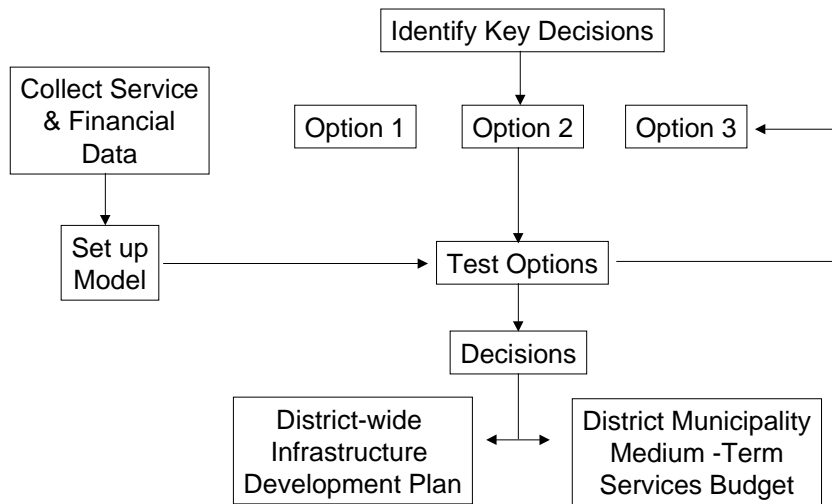 Identify Key Decisions
Collect Service
& Financial
Data
Option 1
Option 2
Option 3
Set up
Model
Test Options
Decisions
District-wide
Infrastructure
Development Plan
District Municipality
Medium -Term
Services Budget